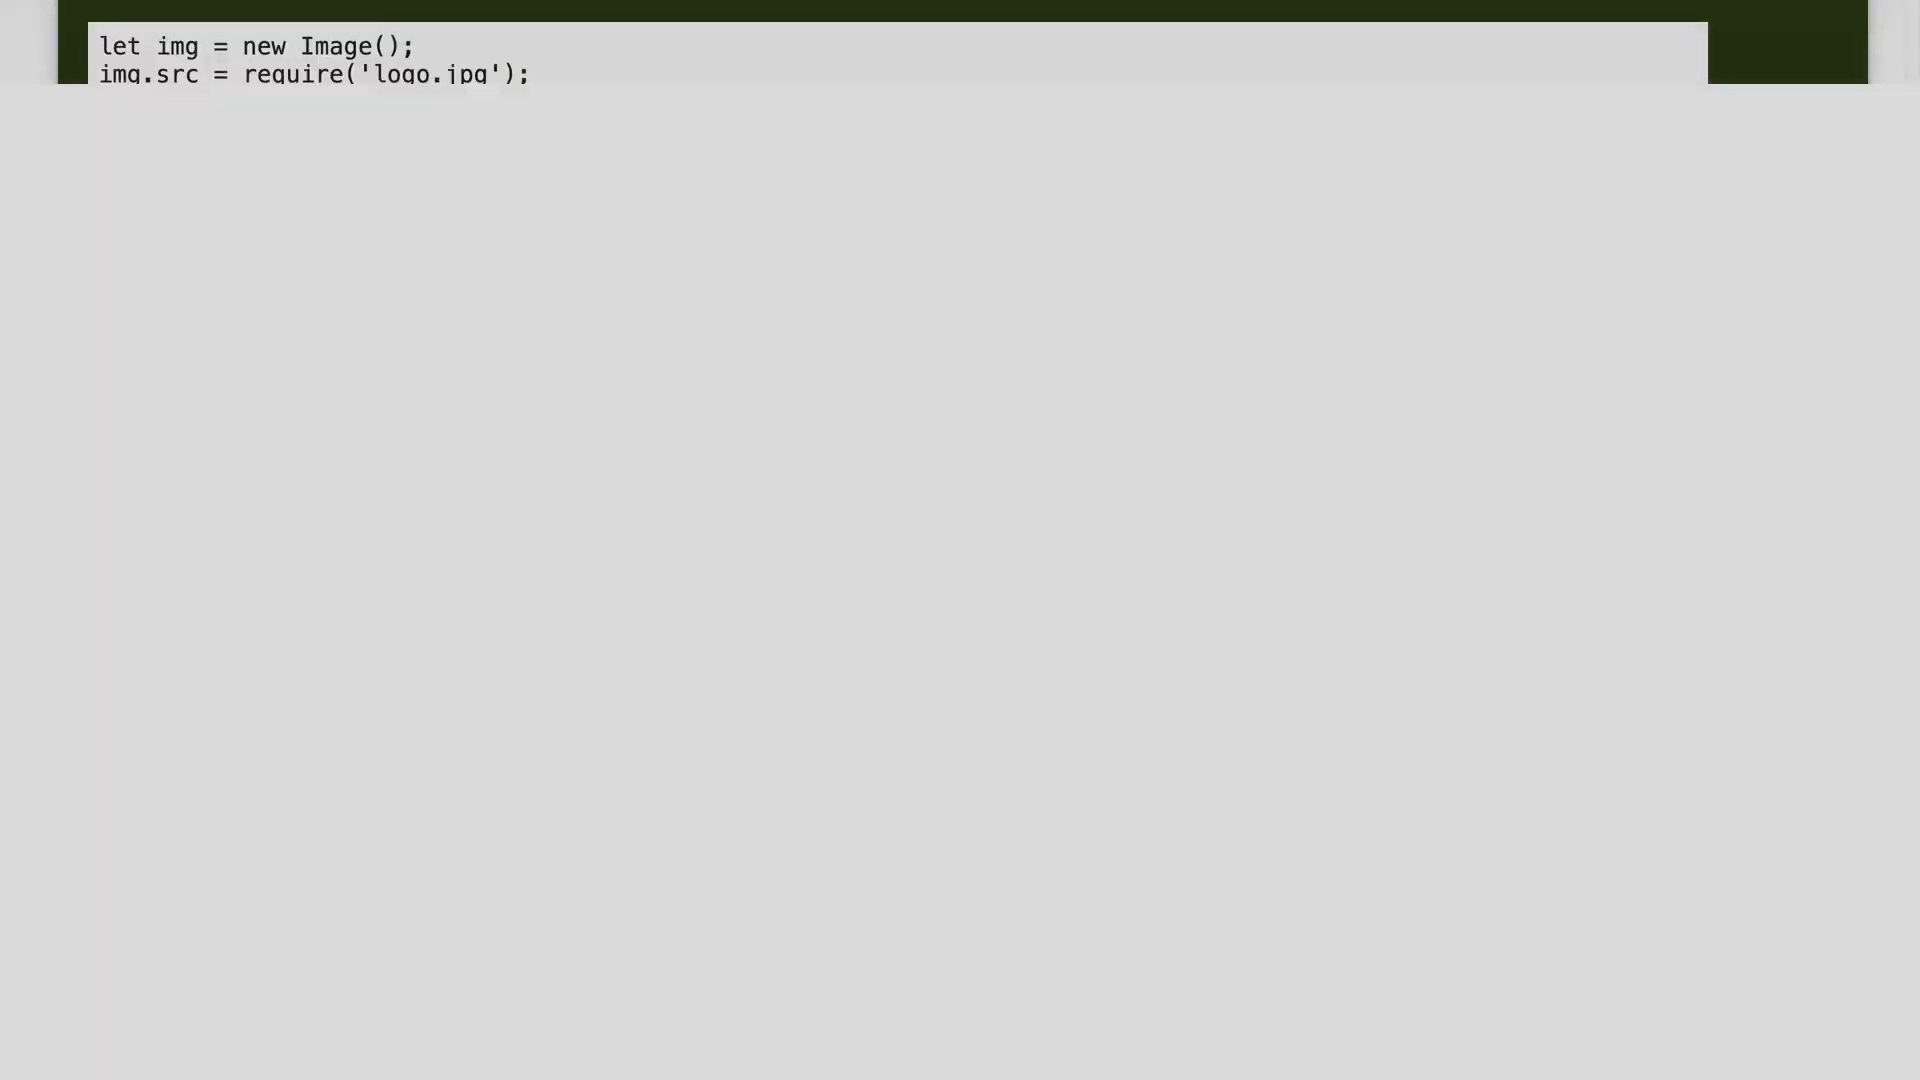 let img = new Image();
img.src = require('logo.jpg');